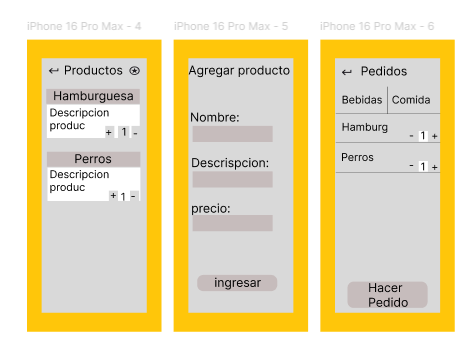 iPhone 16 Pro Max - 4
← Productos
Hamburguesa
Descripcion
produc
+ 1 -
Perros
Descripcion
produc
+ 1 -
iPhone 16 Pro Max - 5
Agregar producto
Nombre:
Descrispcion:
precio:
ingresar
iPhone 16 Pro Max - 6
← Pedidos
Bebidas Comida
Hamburg
- 1 +
Perros
- 1 +
Hacer
Pedido